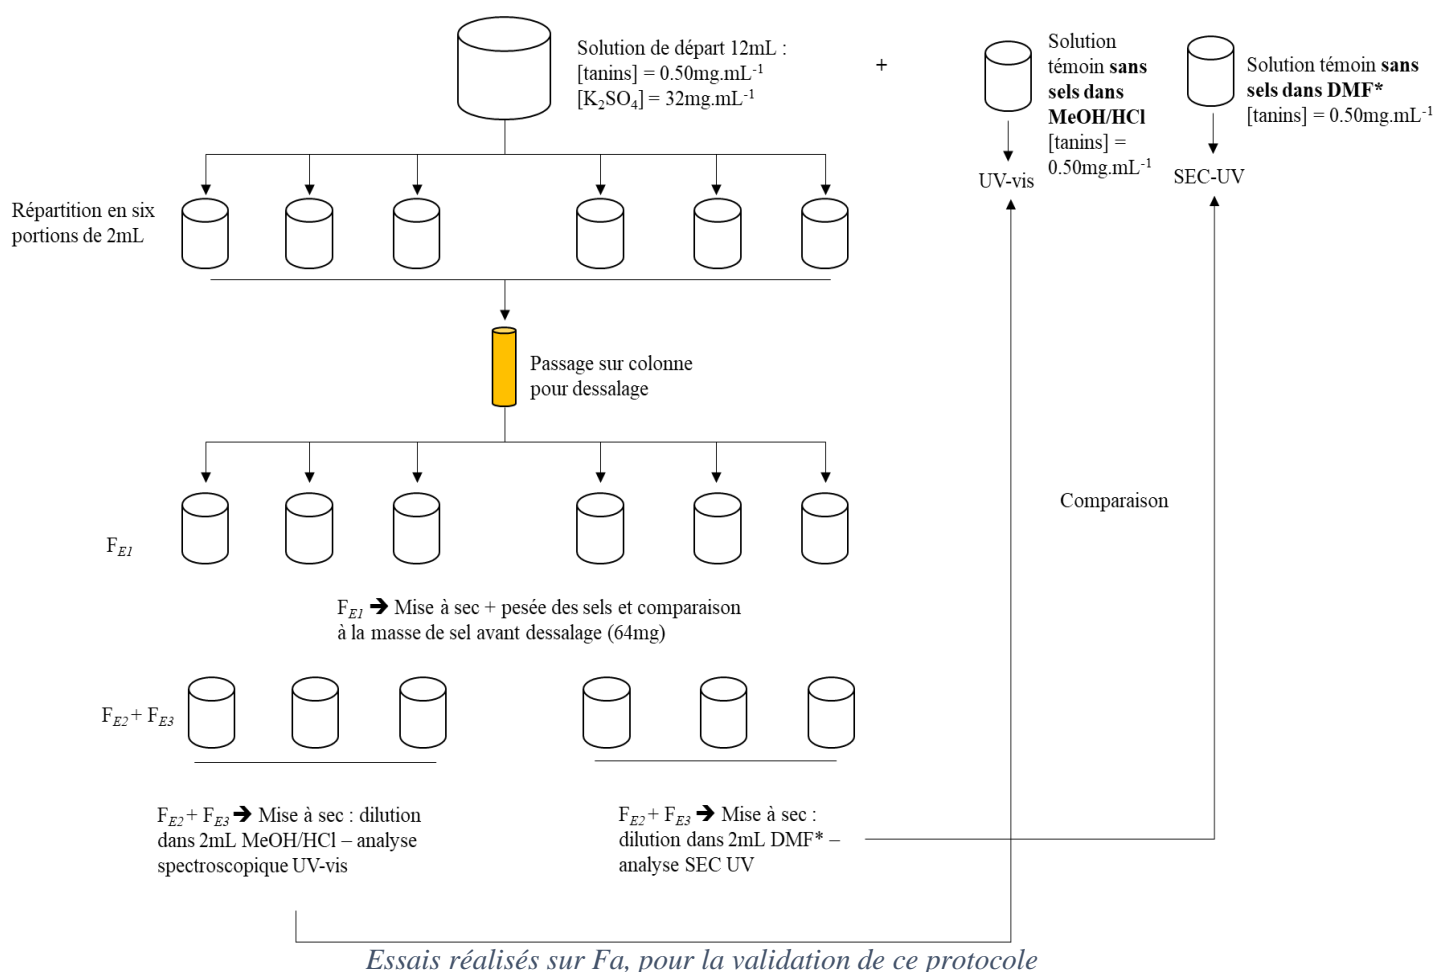 Solution de départ 12mL :
[tanins] = 0.50mg.mL-1
[K2SO4] = 32mg.mL-1
+
Solution
témoin sans
sels dans
MeOH/HCl
[tanins] =
0.50mg.mL-1
UV-vis
Solution témoin sans
sels dans DMF*
[tanins] = 0.50mg.mL-1
SEC-UV
Répartition en six
portions de 2mL
Passage sur colonne
pour dessalage
Comparaison
FE1
FE1 ➔ Mise à sec + pesée des sels et comparaison
à la masse de sel avant dessalage (64mg)
FE2 + FE3
FE2 + FE3 ➔ Mise à sec : dilution
dans 2mL MeOH/HCl – analyse
spectroscopique UV-vis
FE2 + FE3 ➔ Mise à sec :
dilution dans 2mL DMF* –
analyse SEC UV
Essais réalisés sur Fa, pour la validation de ce protocole